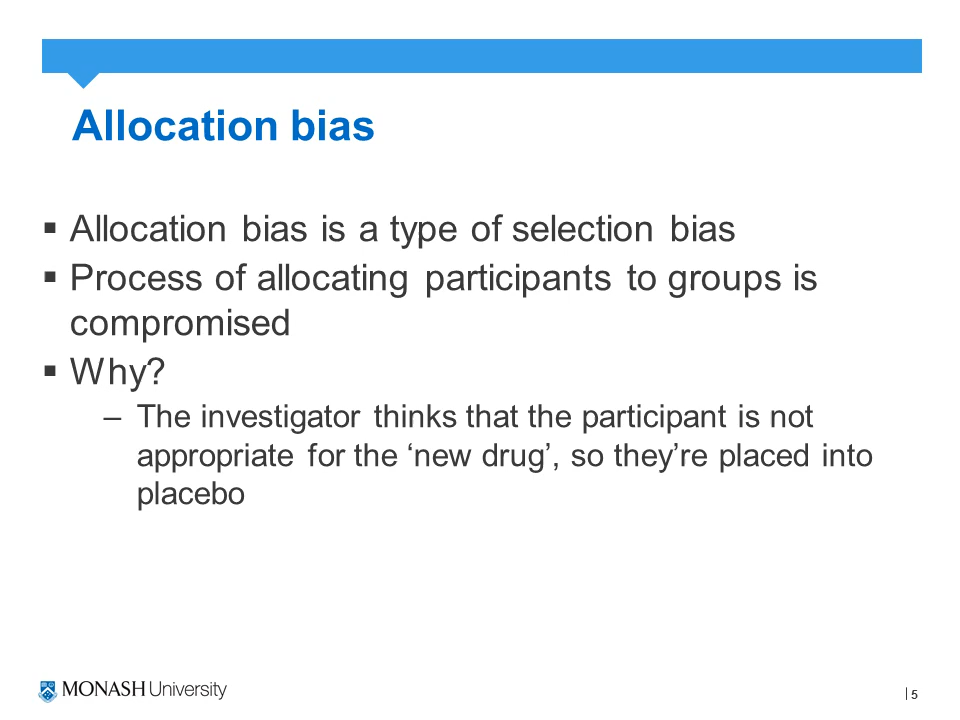 Allocation bias
▪ Allocation bias is a type of selection bias
▪ Process of allocating participants to groups is
compromised
▪ Why?
– The investigator thinks that the participant is not
appropriate for the ‘new drug’, so they’re placed into
placebo
MONASH University
| 5